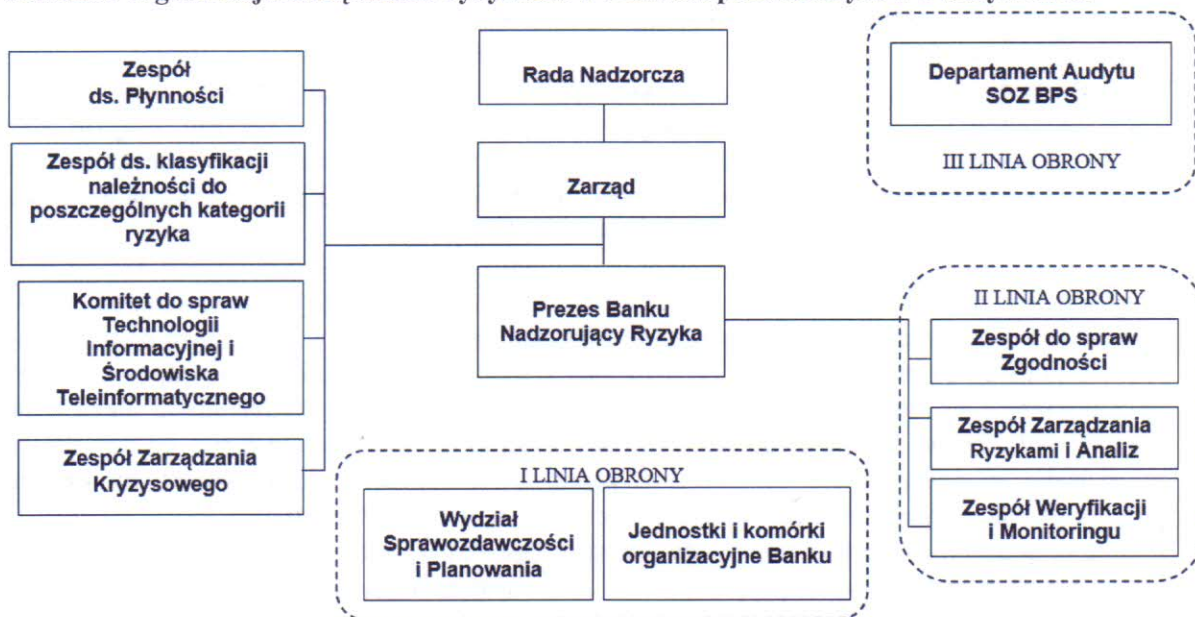 Zespół
ds. Płynności
Zespół ds. klasyfikacji
należności do
poszczególnych kategorii
ryzyka
Komitet do spraw
Technologii
Informacyjnej i
Środowiska
Teleinformatycznego
Zespół Zarządzania
Kryzysowego
Rada Nadzorcza
Zarząd
Prezes Banku
Nadzorujący Ryzyka
Departament Audytu
SOZ BPS
III LINIA OBRONY
II LINIA OBRONY
Zespół do spraw
Zgodności
Zespół Zarządzania
Ryzykami i Analiz
Zespół Weryfikacji
i Monitoringu
I LINIA OBRONY
Wydział
Sprawozdawczości
i Planowania
Jednostki i komórki
organizacyjne Banku